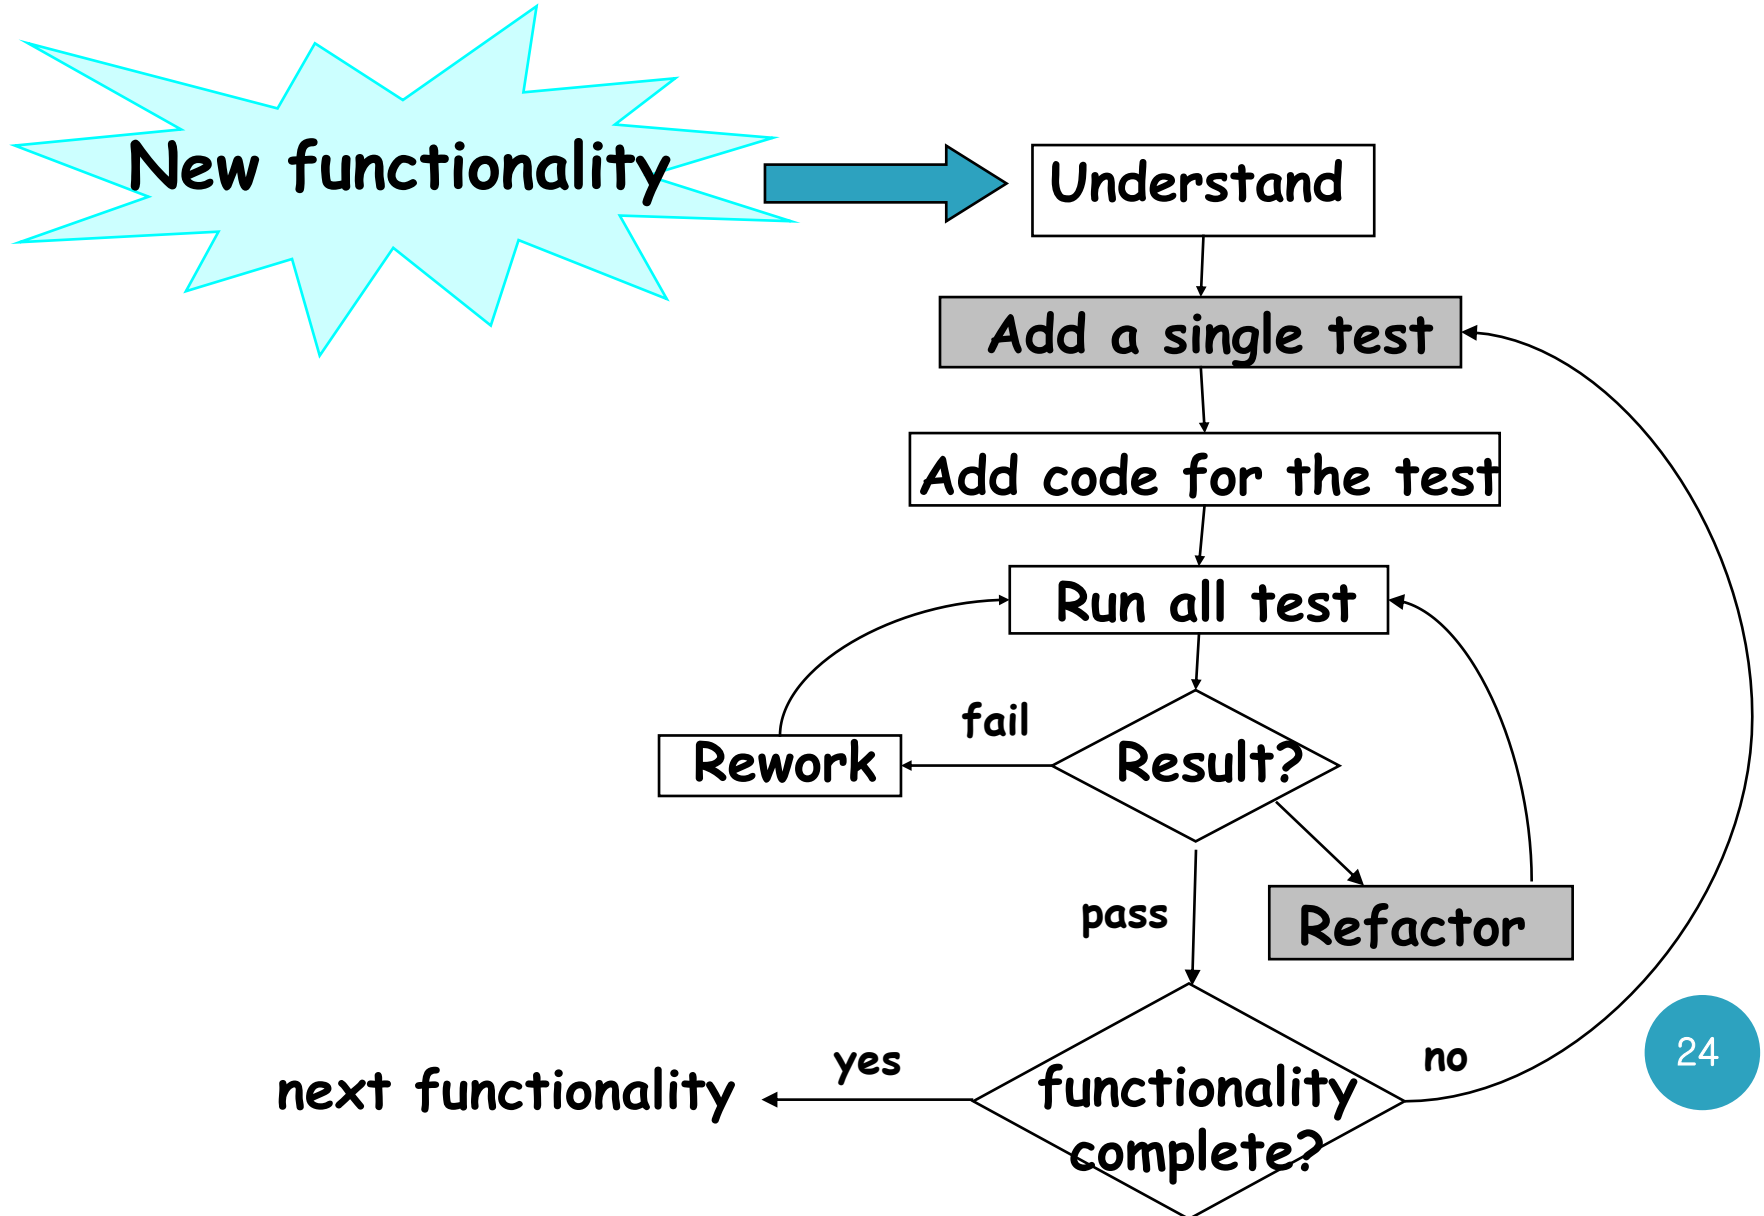 New functionality
Understand
Add a single test
Add code for the test
Run all test
fail
Rework
Result?
pass
Refactor
yes
no
24
next functionality
functionality
complete?